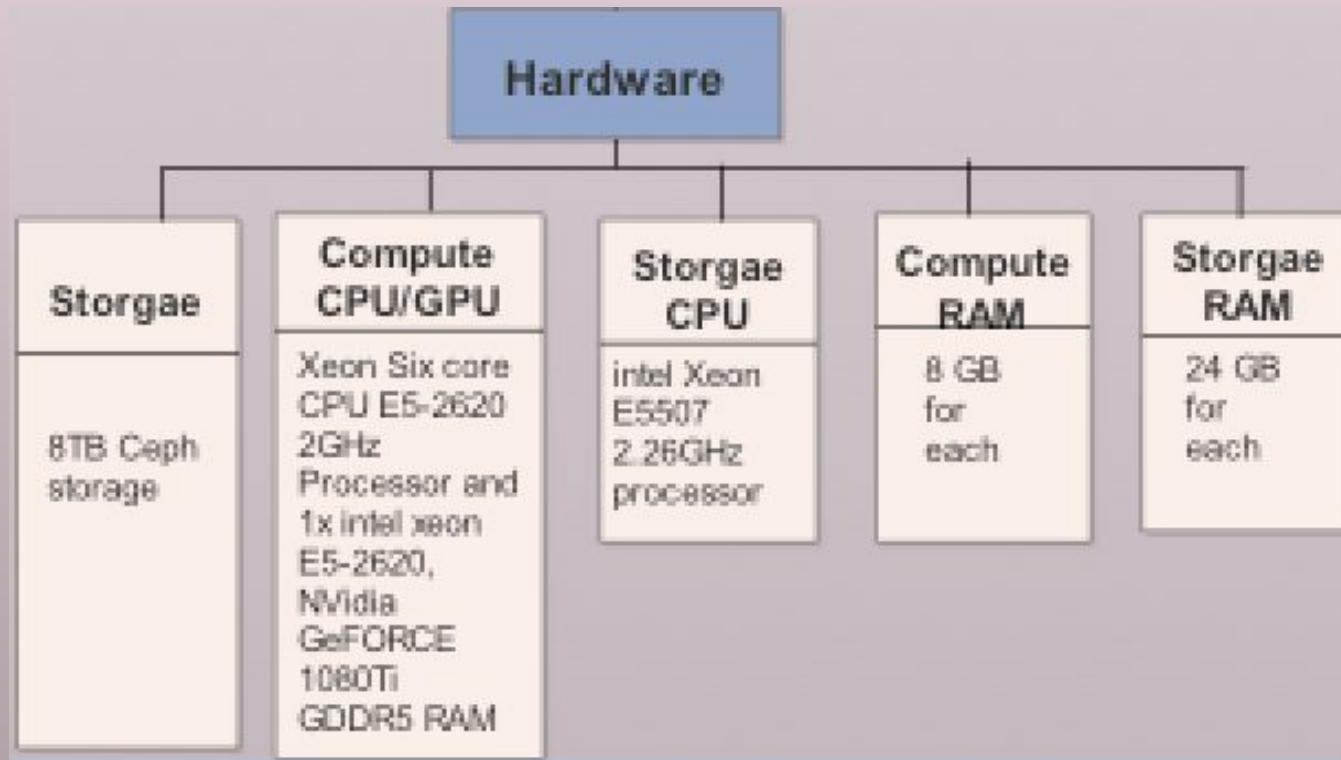 Hardware
Storgae
8TB Ceph
storage
Compute
CPU/GPU
Xeon Six core
CPU E5-2620
2GHz
Processor and
1x intel xeon
E5-2620,
NVidia
GeFORCE
1080Ti
GDDR5 RAM
Storgae
CPU
intel Xeon
E5507
2.26GHz
processor
Compute
RAM
8 GB
for
each
Storgae
RAM
24 GB
for
each